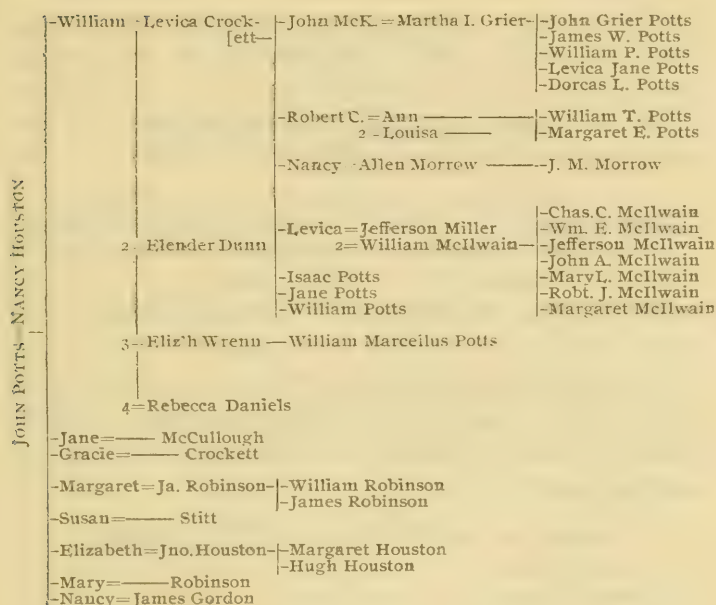 -William -Levica Crock- -John McK. = Martha I. Grier- -John Grier Potts
[ett— -James W. Potts
-William P. Potts
-Levica Jane Potts
-Dorcas L. Potts
-Robert C. = Ann —— —— -William T. Potts
2 - Louisa —— -Margaret E. Potts
-Nancy -Allen Morrow ——--J. M. Morrow
-Chas. C. McIlwain
-Levica=Jefferson Miller -Wm. E. McIlwain
2- Elender Dunn 2=William McIlwain- -Jefferson McIlwain
-John A. McIlwain
-Isaac Potts -Mary L. McIlwain
-Jane Potts -Robt. J. McIlwain
-William Potts -Margaret McIlwain
JOHN POTTS—NANCY HOUSTON
3-- Eliz'h Wrenn —William Marcellus Potts
4=Rebecca Daniels
-Jane=—— McCullough
-Gracie=—— Crockett
-Margaret=Ja. Robinson- -William Robinson
-James Robinson
-Susan=—— Stitt
-Elizabeth=Jno. Houston- -Margaret Houston
-Hugh Houston
-Mary=——Robinson
-Nancy=James Gordon